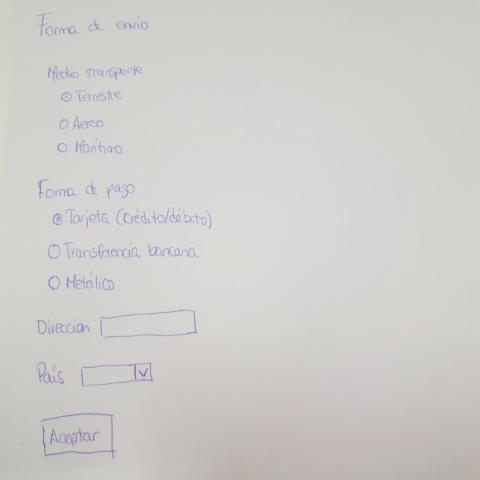 Forma de envío
Medio transporte
Terrestre
Aereo
Marítimo
Foma de pago
Tarjeta (Crédito/débito)
Transferencia bancaria
Metálico
Direccion
País
Aceptar